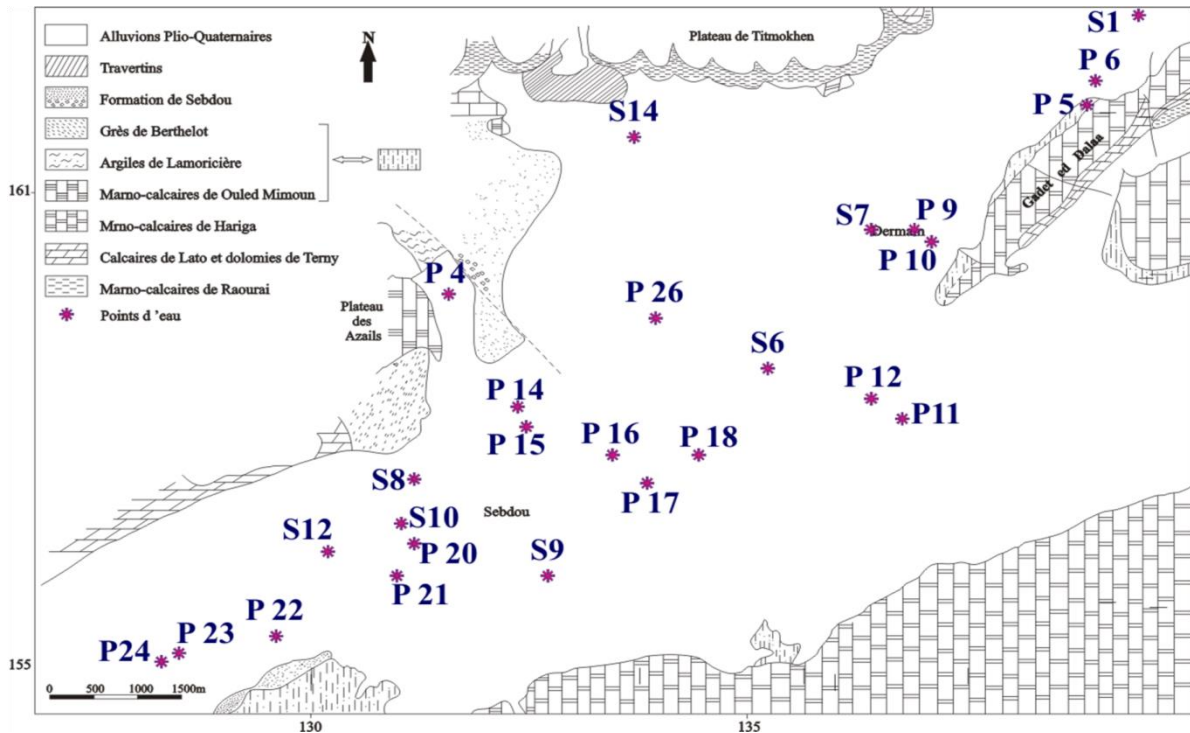 Alluvions Plio-Quaternaires
Travertins
Formation de Sebdou
Grès de Berthelot
Argiles de Lamoricière
Marno-calcaires de Ouled Mimoun
Mrno-calcaires de Hariga
Calcaires de Lato et dolomies de Terny
Marno-calcaires de Raourai
Points d 'eau
N
Plateau de Titmokhen
S1
P 6
P 5
S14
Gadet ed Dalaa
161
S7
P 9
Dermam
P 10
P 4
Plateau
des
Azails
P 26
S6
P 12
P11
P 14
P 15
P 16
P 18
P 17
S8
S10
Sebdou
S12
P 20
S9
P 21
P 22
P 23
P24
155
0 500 1000 1500m
130
135